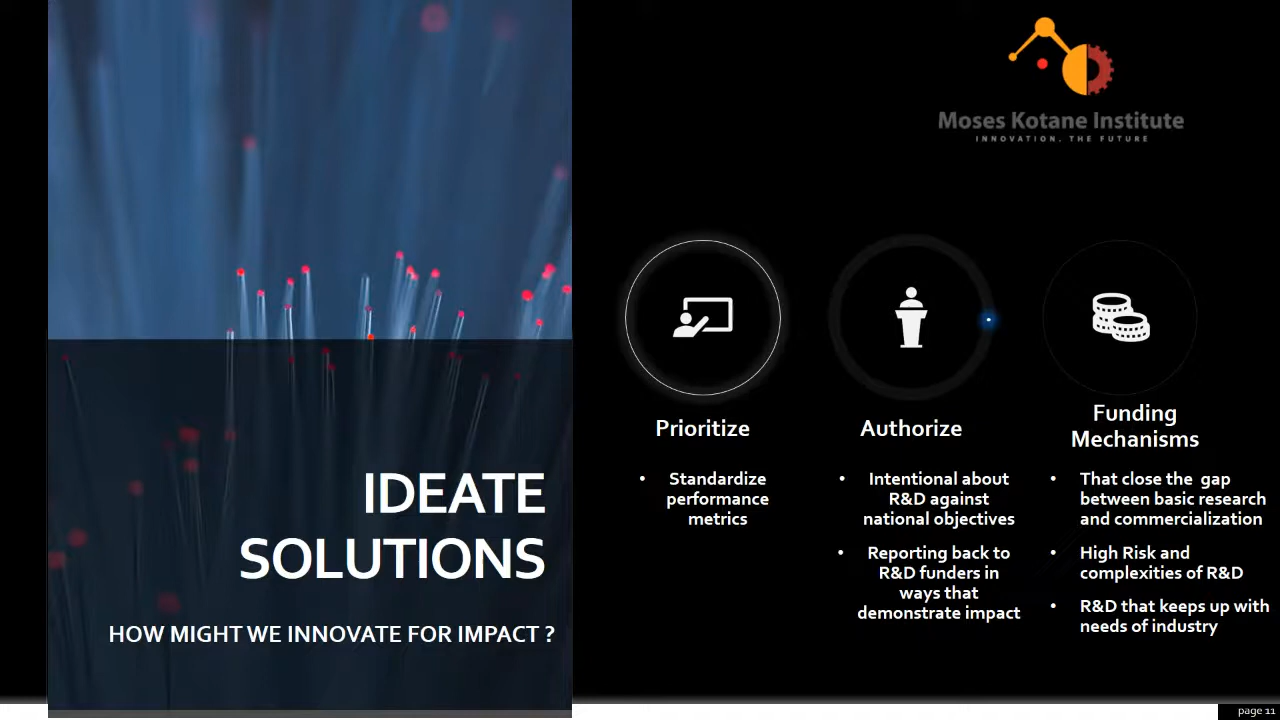 Moses Kotane Institute
INNOVATION. THE FUTURE
IDEATE
SOLUTIONS
HOW MIGHT WE INNOVATE FOR IMPACT ?
Prioritize
• Standardize
performance
metrics
Authorize
• Intentional about
R&D against
national objectives
• Reporting back to
R&D funders in
ways that
demonstrate impact
Funding
Mechanisms
• That close the gap
between basic research
and commercialization
• High Risk and
complexities of R&D
• R&D that keeps up with
needs of industry
page 11